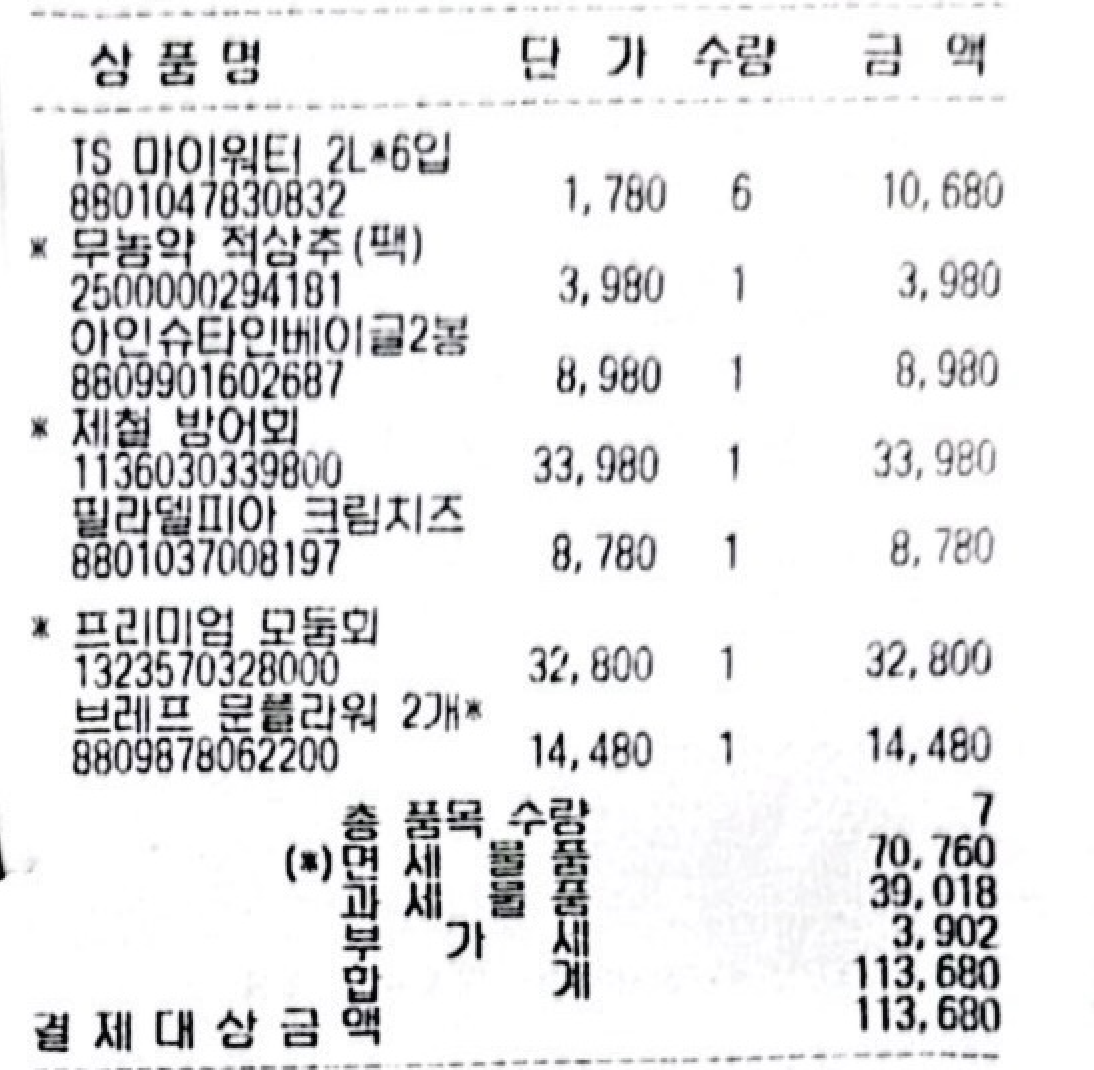 상품명 단가 수량 금액
TS 마이워터 2L*6입
8801047830832 1,780 6 10,680
* 무농약 적상추(팩)
2500000294181 3,980 1 3,980
아인슈타인베이글2봉
8809901602687 8,980 1 8,980
* 제철 방어회
1136030339800 33,980 1 33,980
필라델피아 크림치즈
8801037008197 8,780 1 8,780
* 프리미엄 모둠회
1323570328000 32,800 1 32,800
브레프 문플라워 2개*
8809878062200 14,480 1 14,480
총 품목 수량 7
(*)면세 물품 70,760
과세 물품 39,018
부가세 3,902
합계 113,680
결제대상금액 113,680